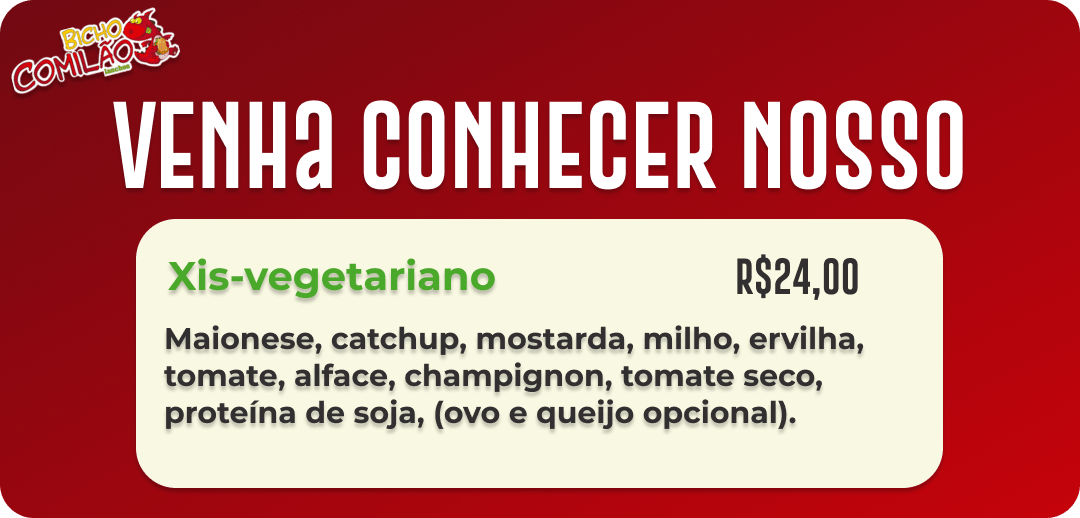 BICHO
COMILÃO
lanches
VENHa CONHECER NOSSO
Xis-vegetariano
R$24,00
Maionese, catchup, mostarda, milho, ervilha,
tomate, alface, champignon, tomate seco,
proteína de soja, (ovo e queijo opcional).